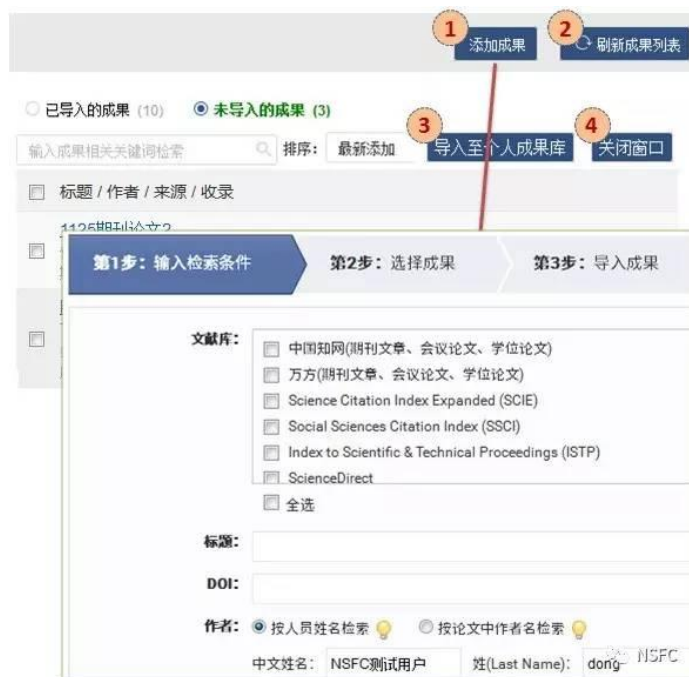 1 添加成果 2 刷新成果列表
已导入的成果 (10) 未导入的成果 (3)
输入成果相关关键词检索 排序: 最新添加 3 导入至个人成果库 4 关闭窗口
标题 / 作者 / 来源 / 收录
1125期刊论文2
第1步: 输入检索条件 第2步: 选择成果 第3步: 导入成果
文献库: 中国知网(期刊文章、会议论文、学位论文)
万方(期刊文章、会议论文、学位论文)
Science Citation Index Expanded (SCIE)
Social Sciences Citation Index (SSCI)
Index to Scientific & Technical Proceedings (ISTP)
ScienceDirect
全选
标题:
DOI:
作者: 按人员姓名检索 按论文中作者名检索
中文姓名: NSFC测试用户 姓(Last Name): dong
NSFC